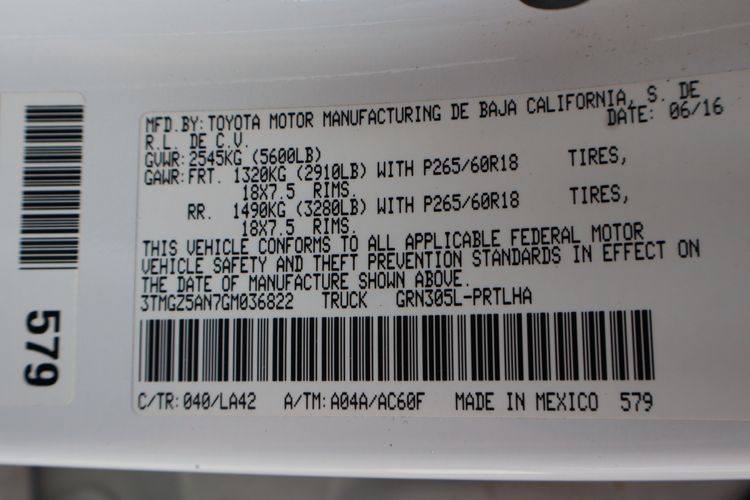 MFD.BY:TOYOTA MOTOR MANUFACTURING DE BAJA CALIFORNIA, S. DE
R.L. DE C.V. DATE: 06/16
GVWR:2545KG (5600LB)
GAWR:FRT. 1320KG (2910LB) WITH P265/60R18 TIRES,
18X7.5 RIMS.
RR. 1490KG (3280LB) WITH P265/60R18 TIRES,
18X7.5 RIMS.
THIS VEHICLE CONFORMS TO ALL APPLICABLE FEDERAL MOTOR
VEHICLE SAFETY AND THEFT PREVENTION STANDARDS IN EFFECT ON
THE DATE OF MANUFACTURE SHOWN ABOVE.
3TMGZ5AN7GM036822 TRUCK GRN305L-PRTLHA
C/TR:040/LA42 A/TM:A04A/AC60F MADE IN MEXICO 579
579